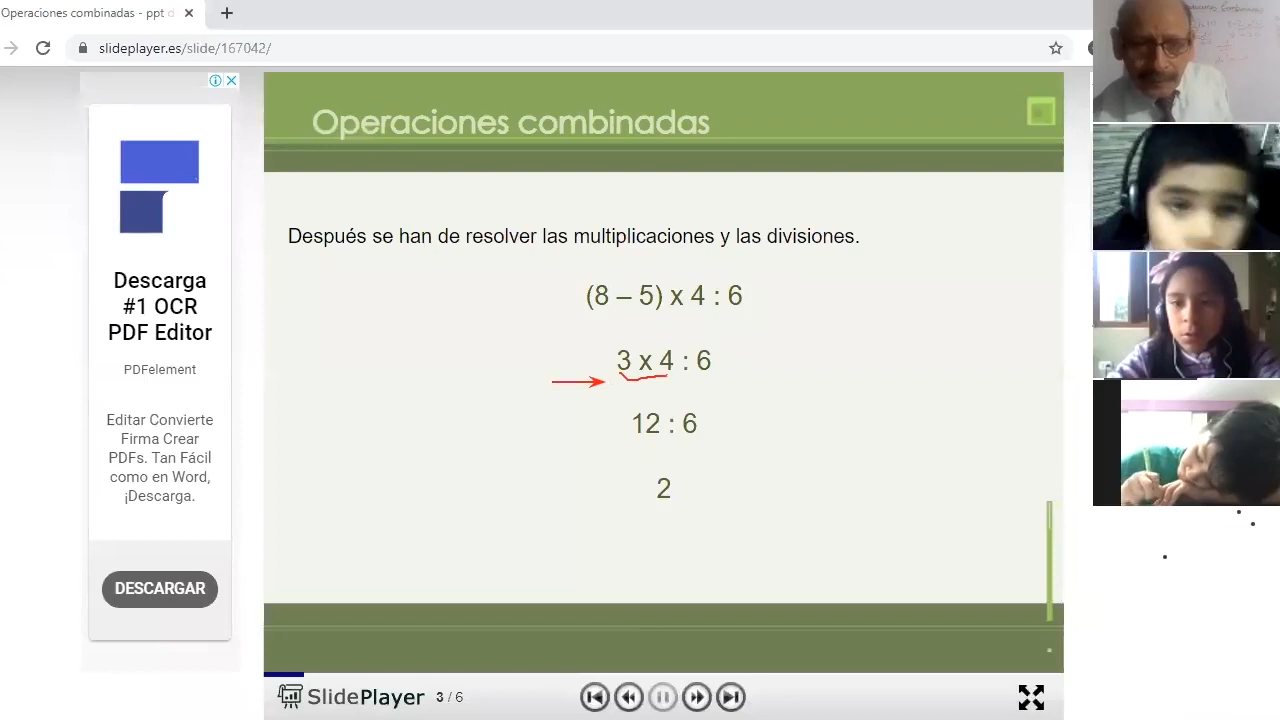 Operaciones combinadas - ppt d
slideplayer.es/slide/167042/
Descarga
#1 OCR
PDF Editor
PDFelement
Editar Convierte
Firma Crear
PDFs. Tan Fácil
como en Word,
¡Descarga.
DESCARGAR
Operaciones combinadas
Después se han de resolver las multiplicaciones y las divisiones.
(8 – 5) x 4 : 6
3 x 4 : 6
12 : 6
2
SlidePlayer 3 / 6